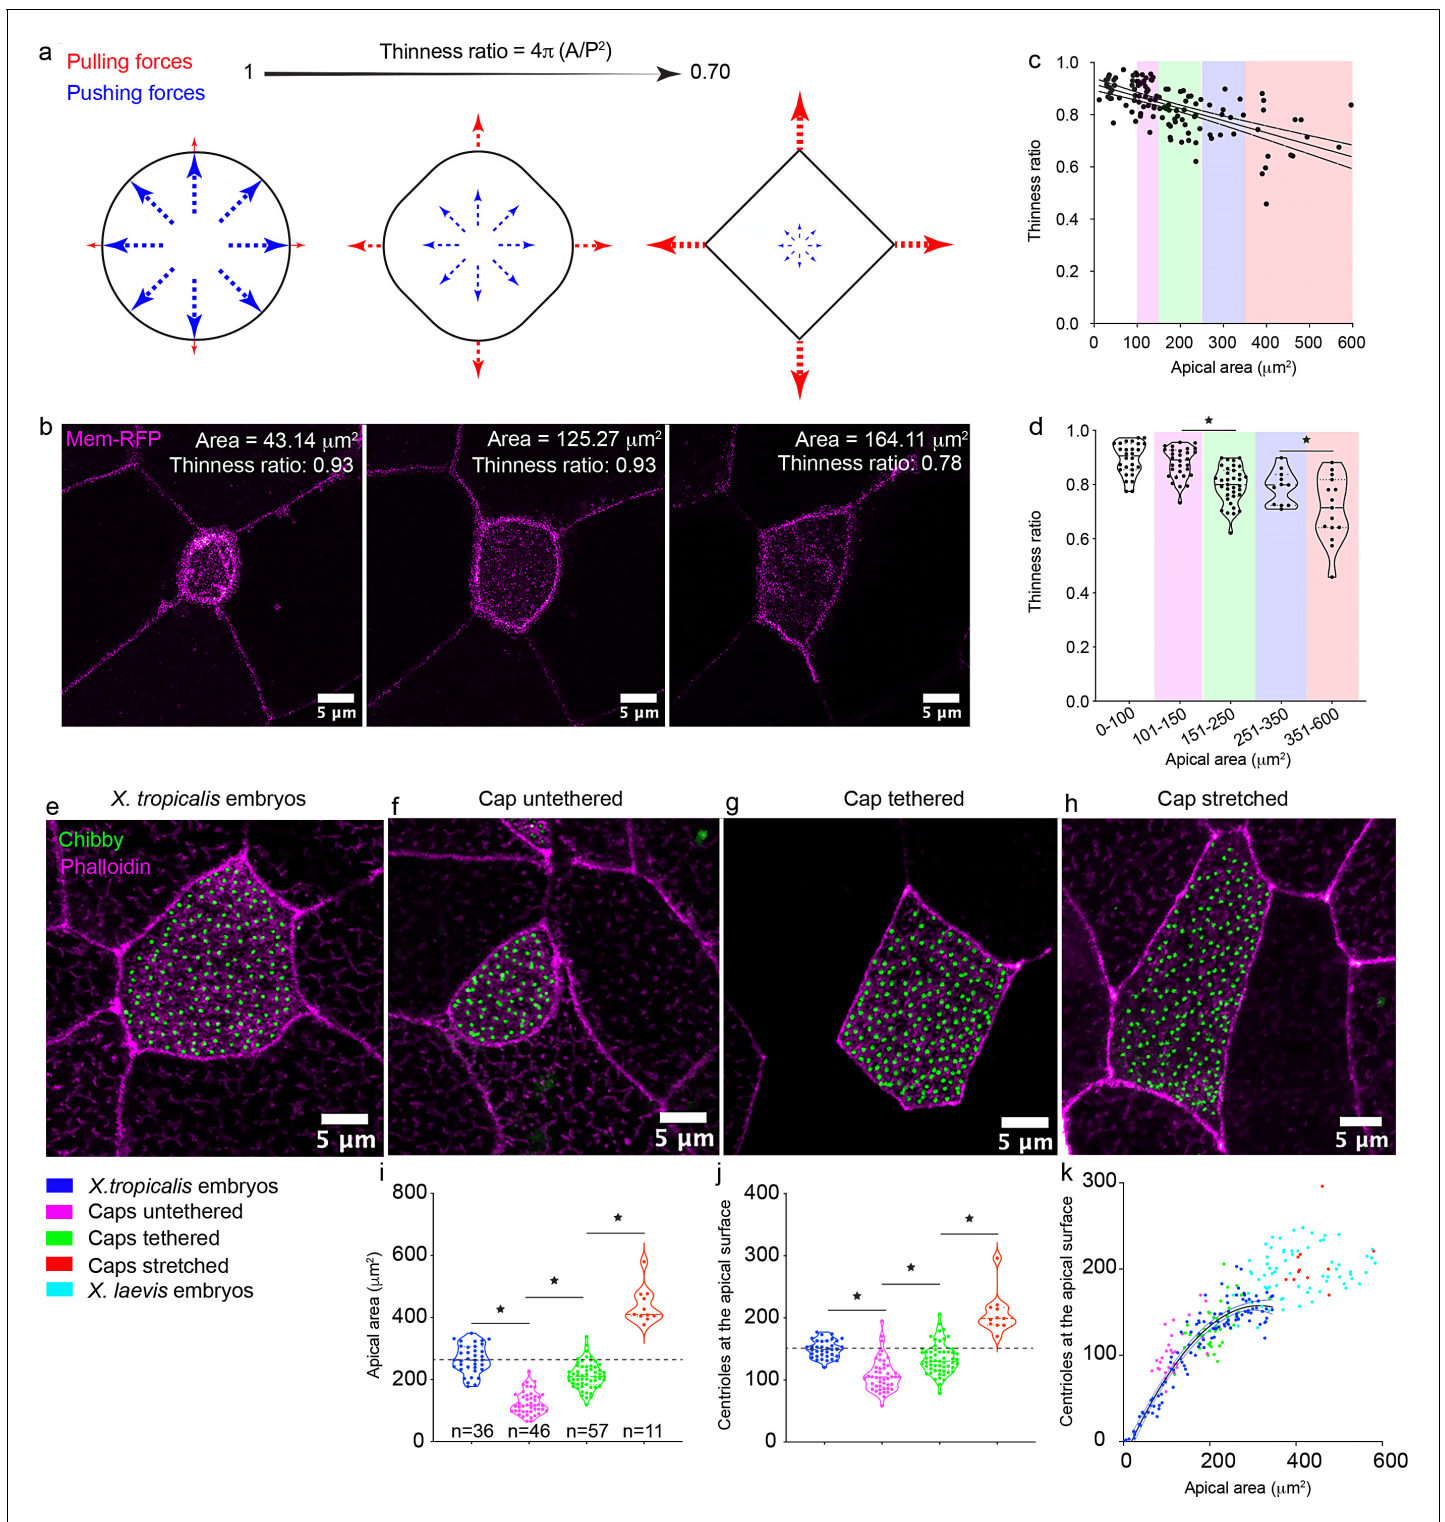 a
Pulling forces
Pushing forces
Thinness ratio = 4π (A/P²)
1
0.70
b
Mem-RFP
Area = 43.14 μm²
Thinness ratio: 0.93
5 μm
Area = 125.27 μm²
Thinness ratio: 0.93
5 μm
Area = 164.11 μm²
Thinness ratio: 0.78
5 μm
c
Thinness ratio
1.0
0.8
0.6
0.4
0.2
0.0
0 100 200 300 400 500 600
Apical area (μm²)
d
Thinness ratio
1.0
0.8
0.6
0.4
0.2
0.0
★
★
0-100 101-150 151-250 251-350 351-600
Apical area (μm²)
e
X. tropicalis embryos
Chibby
Phalloidin
5 μm
f
Cap untethered
5 μm
g
Cap tethered
5 μm
h
Cap stretched
5 μm
X.tropicalis embryos
Caps untethered
Caps tethered
Caps stretched
X. laevis embryos
i
Apical area (μm²)
800
600
400
200
0
★
★
★
n=36 n=46 n=57 n=11
j
Centrioles at the apical surface
400
300
200
100
0
★
★
★
k
Centrioles at the apical surface
300
200
100
0
0 200 400 600
Apical area (μm²)